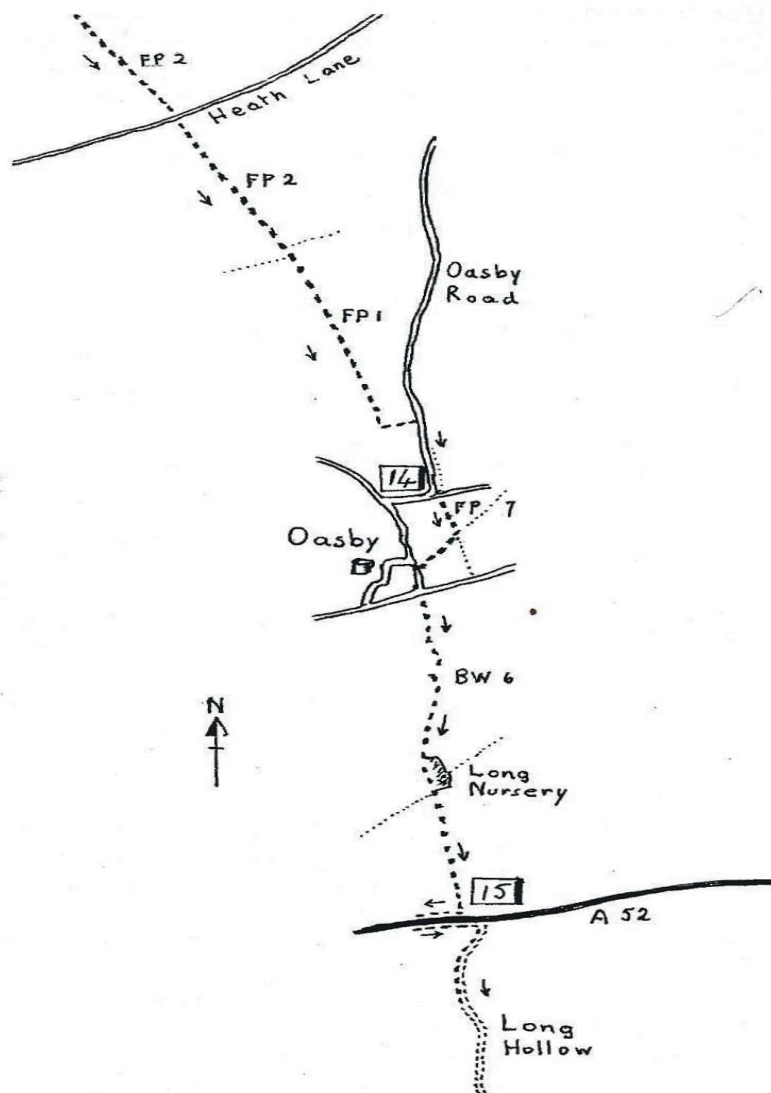 FP 2
Heath Lane
FP 2
Oasby
Road
FP 1
14
FP 7
Oasby
BW 6
N
Long
Nursery
15
A 52
Long
Hollow